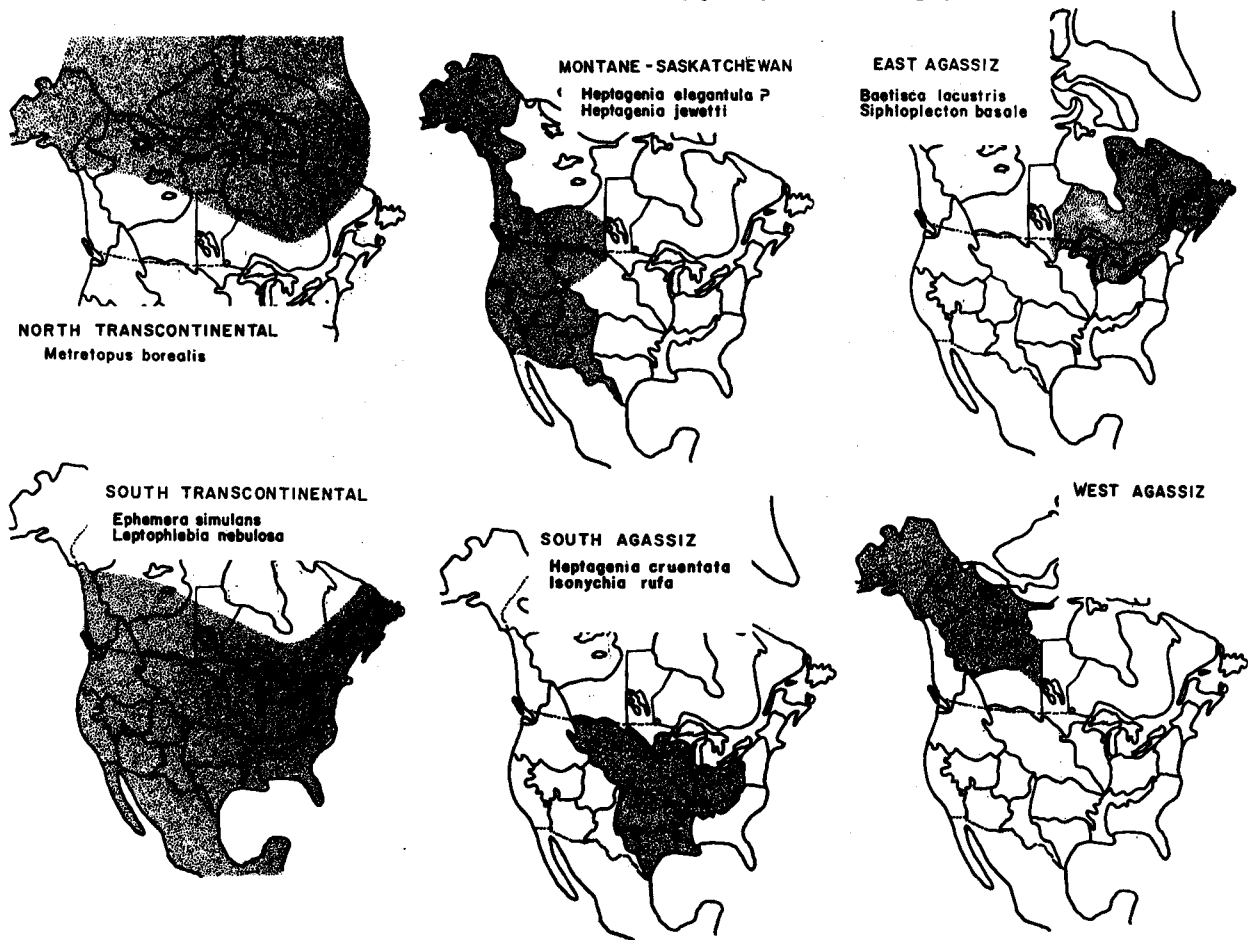 MONTANE-SASKATCHEWAN
Heptagenia elegantula ?
Heptagenia jewetti
EAST AGASSIZ
Baetisca lacustris
Siphloplecton basale
NORTH TRANSCONTINENTAL
Metretopus borealis
SOUTH TRANSCONTINENTAL
Ephemera simulans
Leptophlebia nebulosa
SOUTH AGASSIZ
Heptagenia cruentata
Isonychia rufa
WEST AGASSIZ